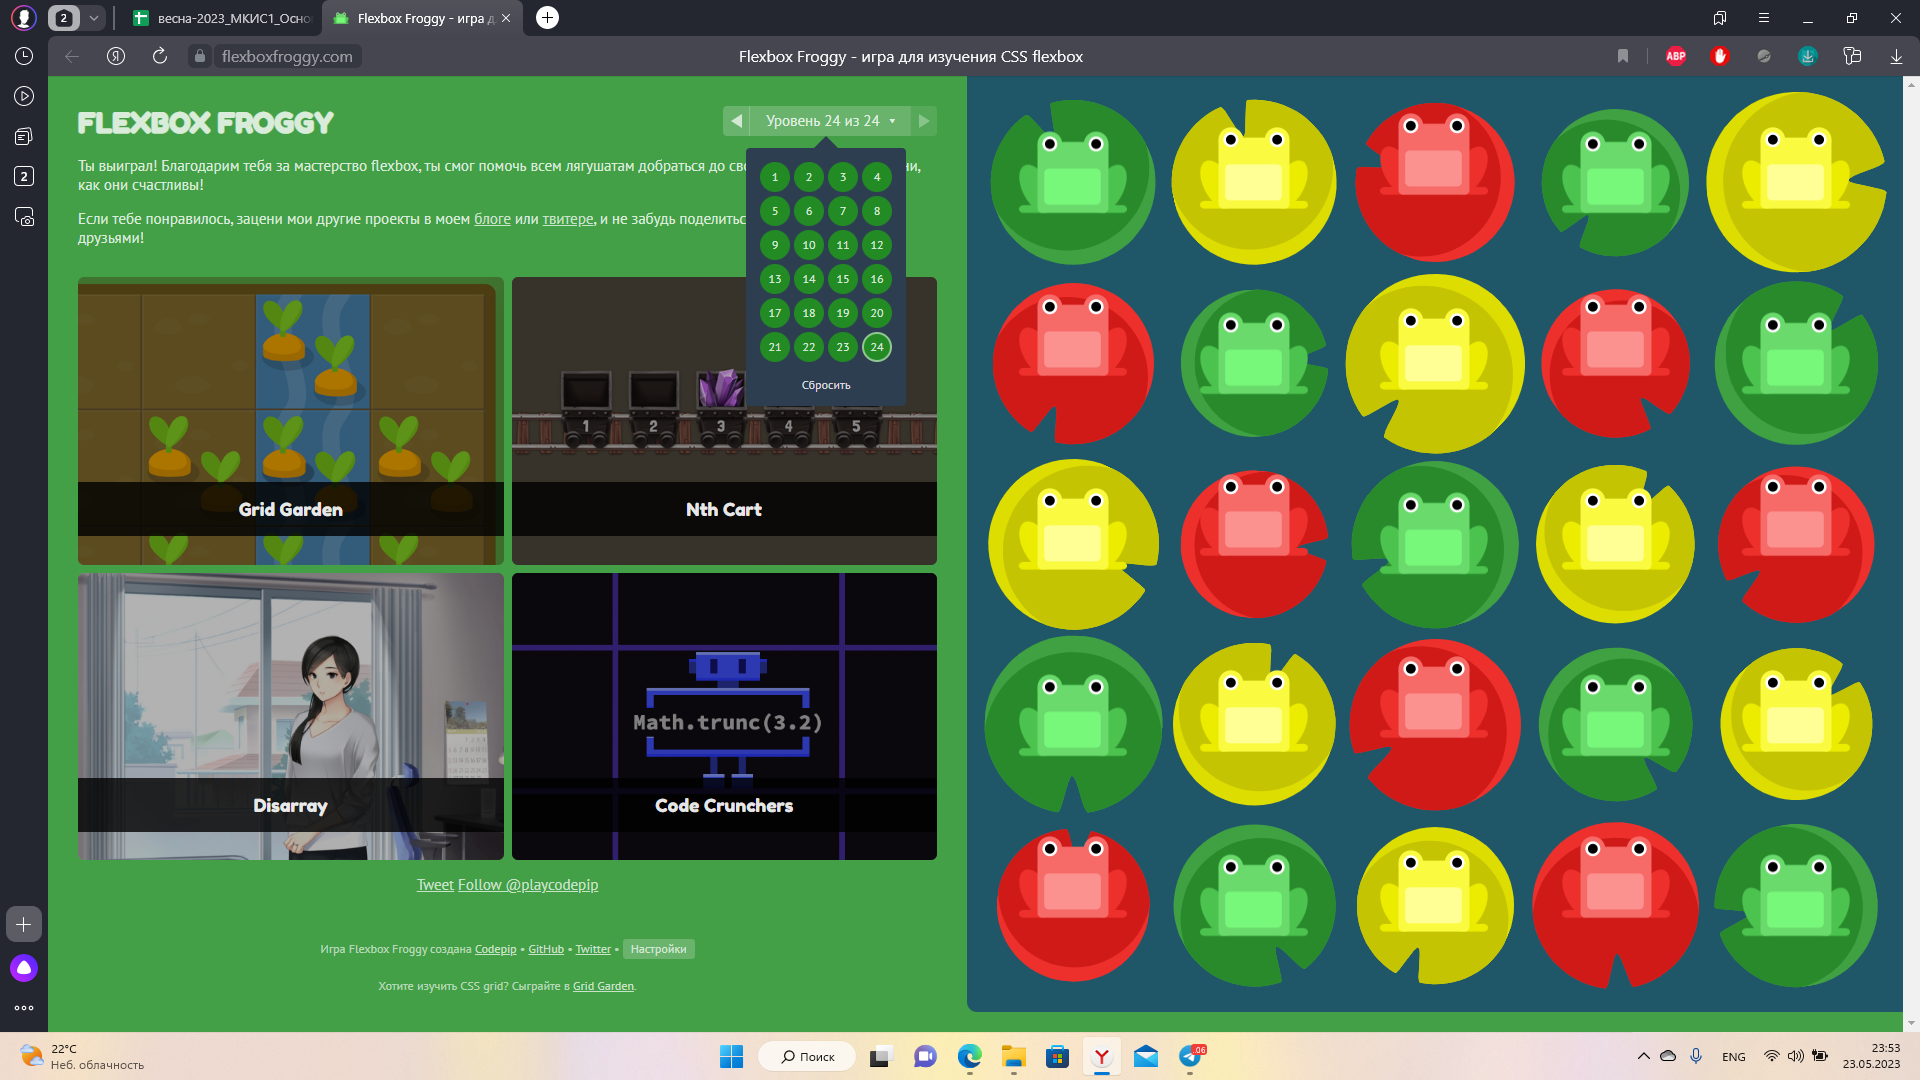 2
весна-2023_МКИС1_Осно
Flexbox Froggy - игра д
flexboxfroggy.com
Flexbox Froggy - игра для изучения CSS flexbox
ABP
2
FLEXBOX FROGGY
Уровень 24 из 24
Ты выиграл! Благодарим тебя за мастерство flexbox, ты смог помочь всем лягушатам добраться до сво
ни,
как они счастливы!
Если тебе понравилось, зацени мои другие проекты в моем блоге или твитере, и не забудь поделитьс
друзьями!
1 2 3 4
5 6 7 8
9 10 11 12
13 14 15 16
17 18 19 20
21 22 23 24
Сбросить
1 2 3 4 5
Grid Garden
Nth Cart
Math.trunc(3.2)
Disarray
Code Crunchers
Tweet Follow @playcodepip
Игра Flexbox Froggy создана Codepip • GitHub • Twitter • Настройки
Хотите изучить CSS grid? Сыграйте в Grid Garden.
22°C
Неб. облачность
Поиск
.06
ENG
23:53
23.05.2023